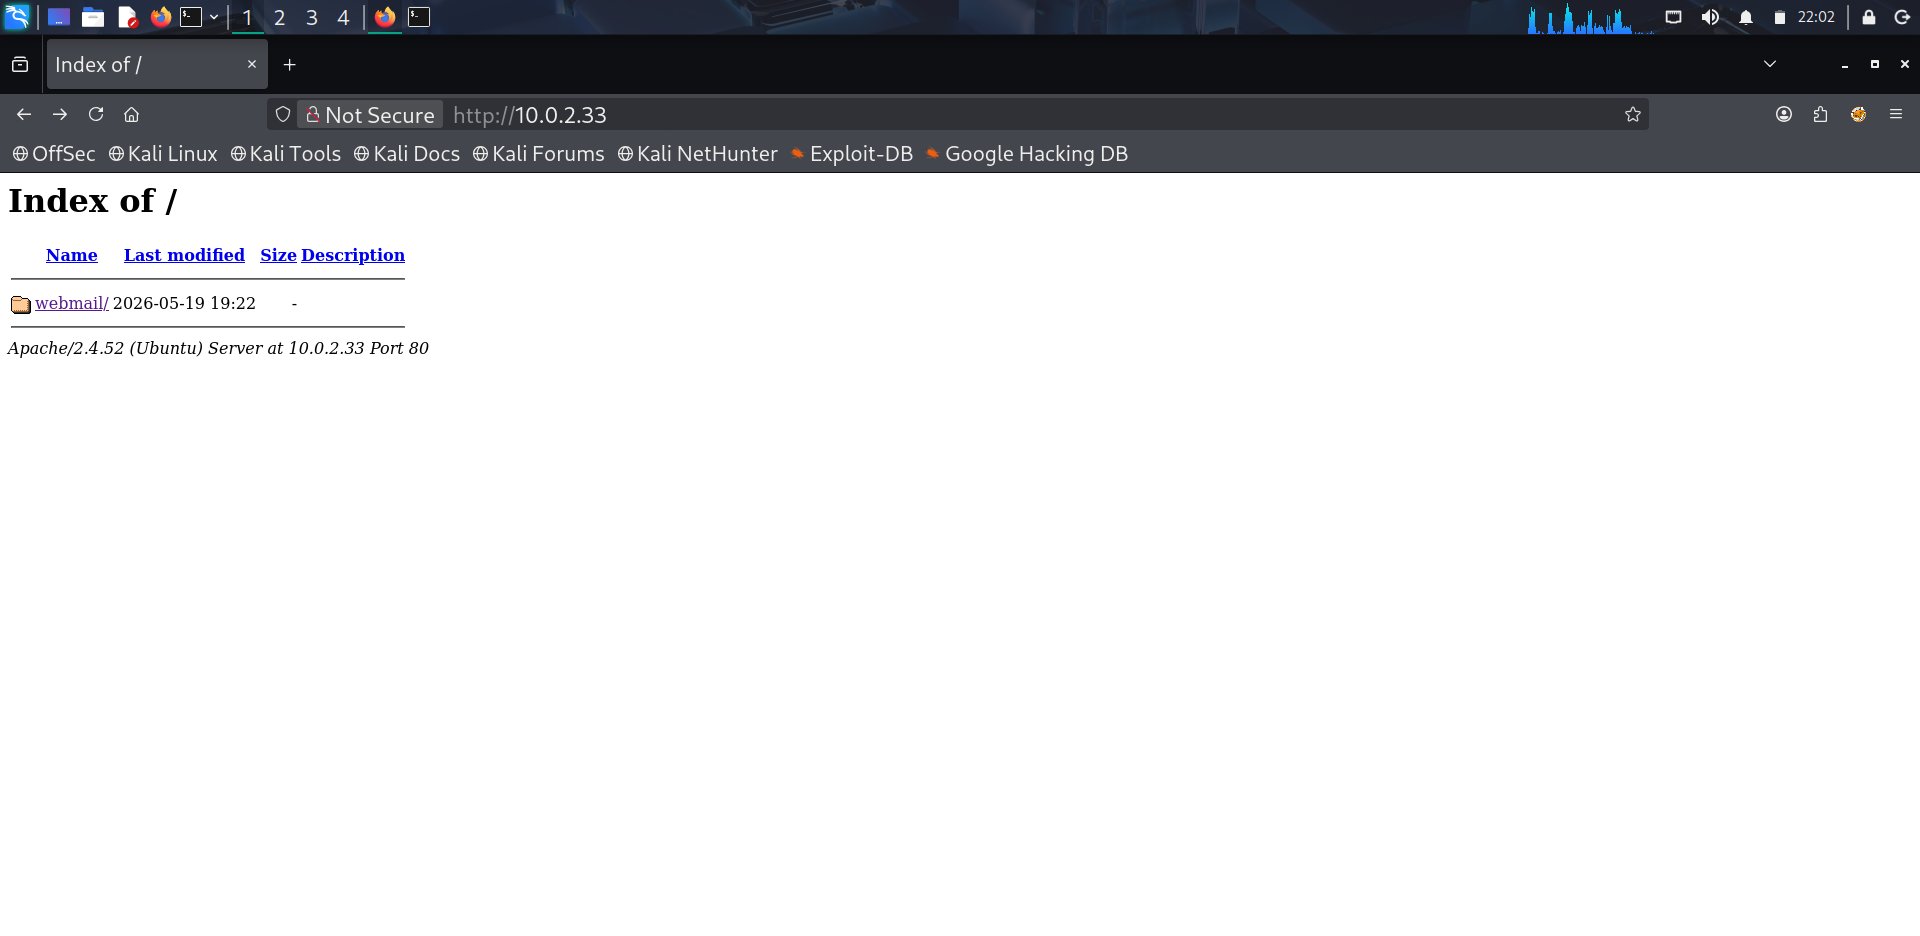 1 2 3 4 22:02
Index of /
Not Secure http://10.0.2.33
OffSec Kali Linux Kali Tools Kali Docs Kali Forums Kali NetHunter Exploit-DB Google Hacking DB
Index of /
Name Last modified Size Description
webmail/ 2026-05-19 19:22 -
Apache/2.4.52 (Ubuntu) Server at 10.0.2.33 Port 80